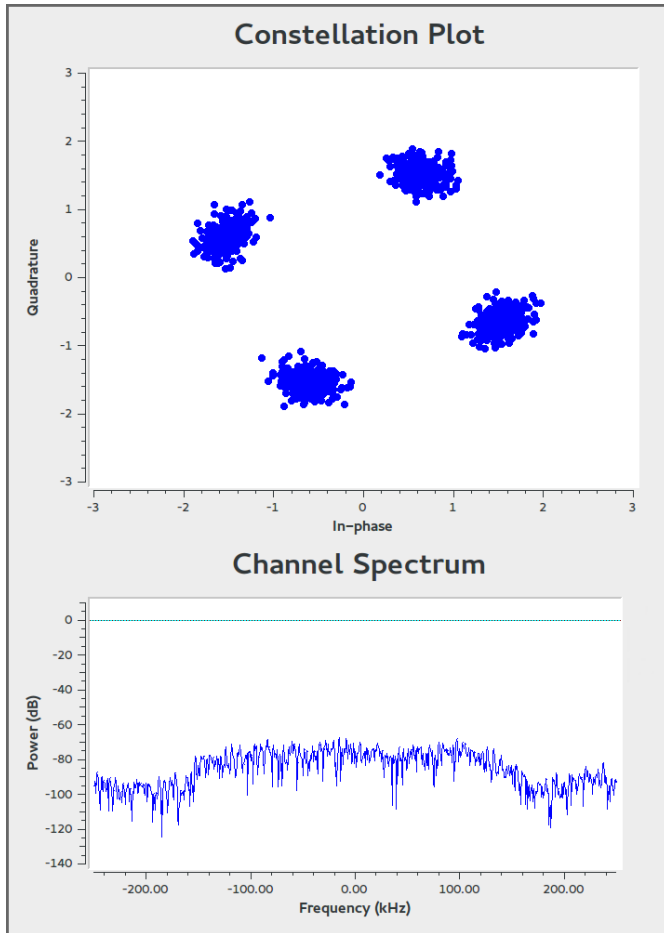 Constellation Plot
3
2
1
0
-1
-2
-3
Quadrature
-3 -2 -1 0 1 2 3
In-phase
Channel Spectrum
0
-20
-40
-60
-80
-100
-120
-140
Power (dB)
-200.00 -100.00 0.00 100.00 200.00
Frequency (kHz)